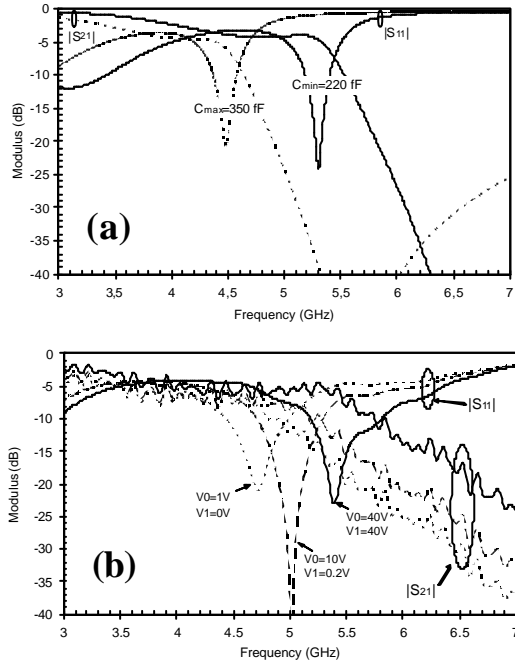 0
-5
-10
-15
-20
-25
-30
-35
-40
Modulus (dB)
|S21|
|S11|
Cmax=350 fF
Cmin=220 fF
(a)
3
3,5
4
4,5
5
5,5
6
6,5
7
Frequency (GHz)
0
-5
-10
-15
-20
-25
-30
-35
-40
Modulus (dB)
|S11|
V0=1V
V1=0V
V0=40V
V1=40V
V0=10V
V1=0.2V
|S21|
(b)
3
3.5
4
4.5
5
5.5
6
6.5
7
Frequency (GHz)